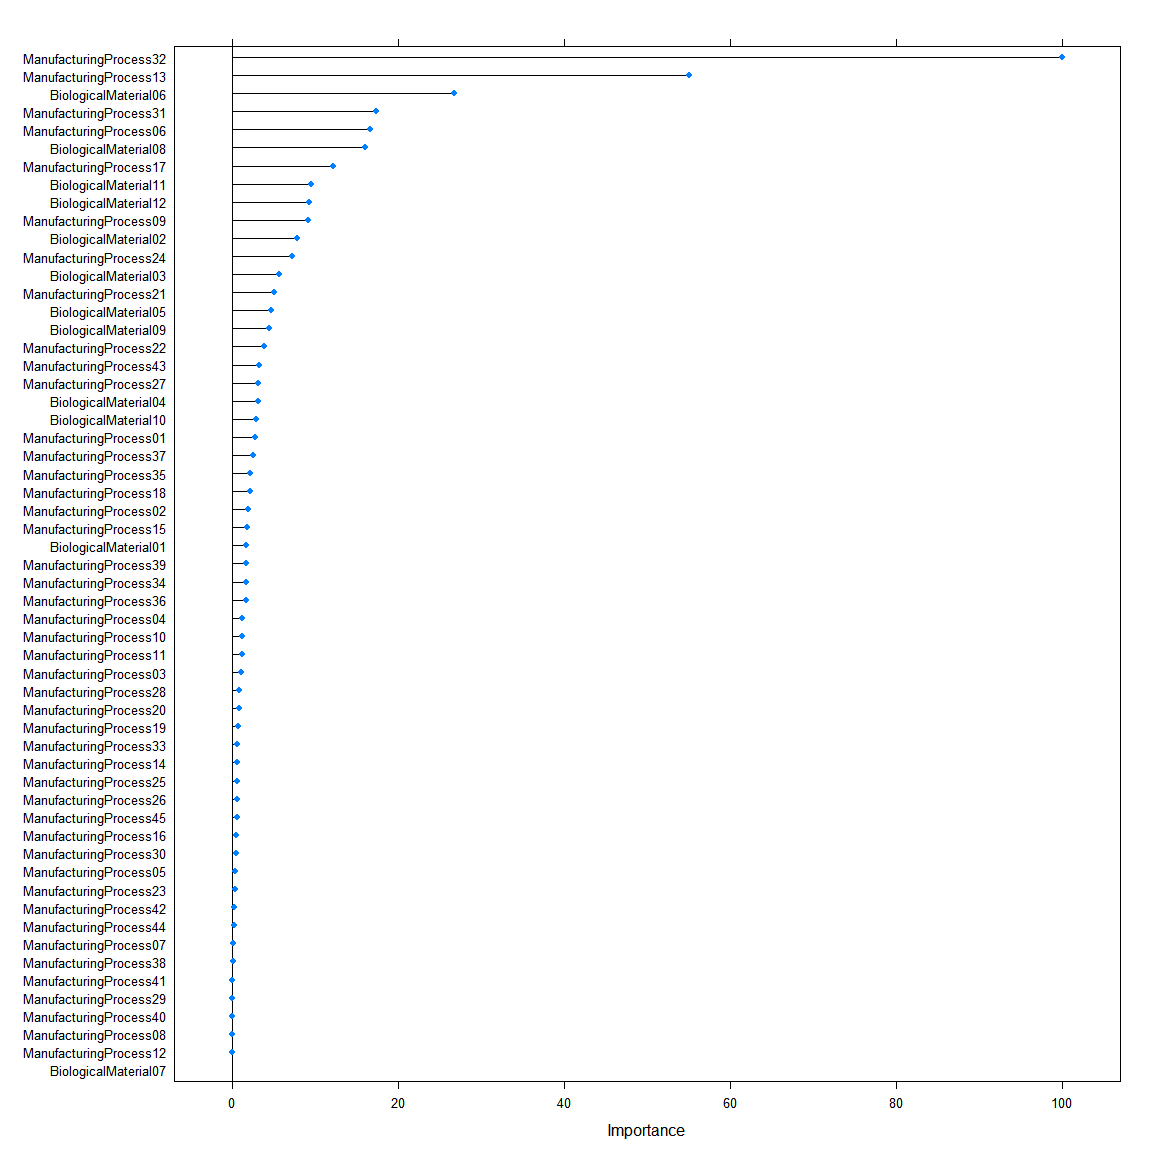 ManufacturingProcess32
ManufacturingProcess13
BiologicalMaterial06
ManufacturingProcess31
ManufacturingProcess06
BiologicalMaterial08
ManufacturingProcess17
BiologicalMaterial11
BiologicalMaterial12
ManufacturingProcess09
BiologicalMaterial02
ManufacturingProcess24
BiologicalMaterial03
ManufacturingProcess21
BiologicalMaterial05
BiologicalMaterial09
ManufacturingProcess22
ManufacturingProcess43
ManufacturingProcess27
BiologicalMaterial04
BiologicalMaterial10
ManufacturingProcess01
ManufacturingProcess37
ManufacturingProcess35
ManufacturingProcess18
ManufacturingProcess02
ManufacturingProcess15
BiologicalMaterial01
ManufacturingProcess39
ManufacturingProcess34
ManufacturingProcess36
ManufacturingProcess04
ManufacturingProcess10
ManufacturingProcess11
ManufacturingProcess03
ManufacturingProcess28
ManufacturingProcess20
ManufacturingProcess19
ManufacturingProcess33
ManufacturingProcess14
ManufacturingProcess25
ManufacturingProcess26
ManufacturingProcess45
ManufacturingProcess16
ManufacturingProcess30
ManufacturingProcess05
ManufacturingProcess23
ManufacturingProcess42
ManufacturingProcess44
ManufacturingProcess07
ManufacturingProcess38
ManufacturingProcess41
ManufacturingProcess29
ManufacturingProcess40
ManufacturingProcess08
ManufacturingProcess12
BiologicalMaterial07
0 20 40 60 80 100
Importance